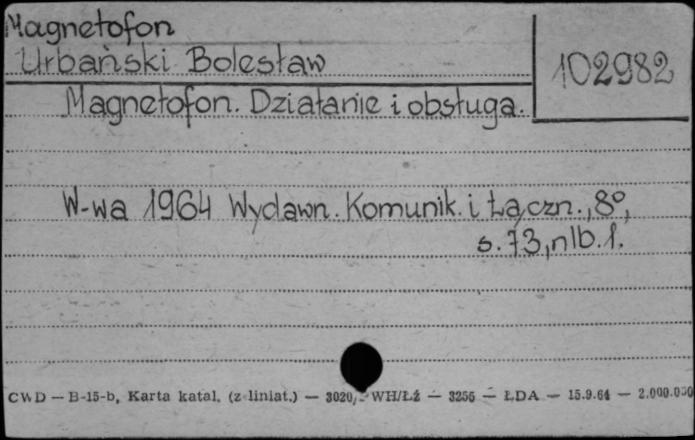 Magnetofon
Urbański Bolesław
102982
Magnetofon. Działanie i obsługa.
W-wa 1964 Wydawn. Komunik. i Łączn., 8°,
s. 73, nlb. 1.
CWD — B-15-b, Karta katal. (z liniat.) — 3020, WH/Łź — 3256 — ŁDA — 15.9.64 — 2.000.000